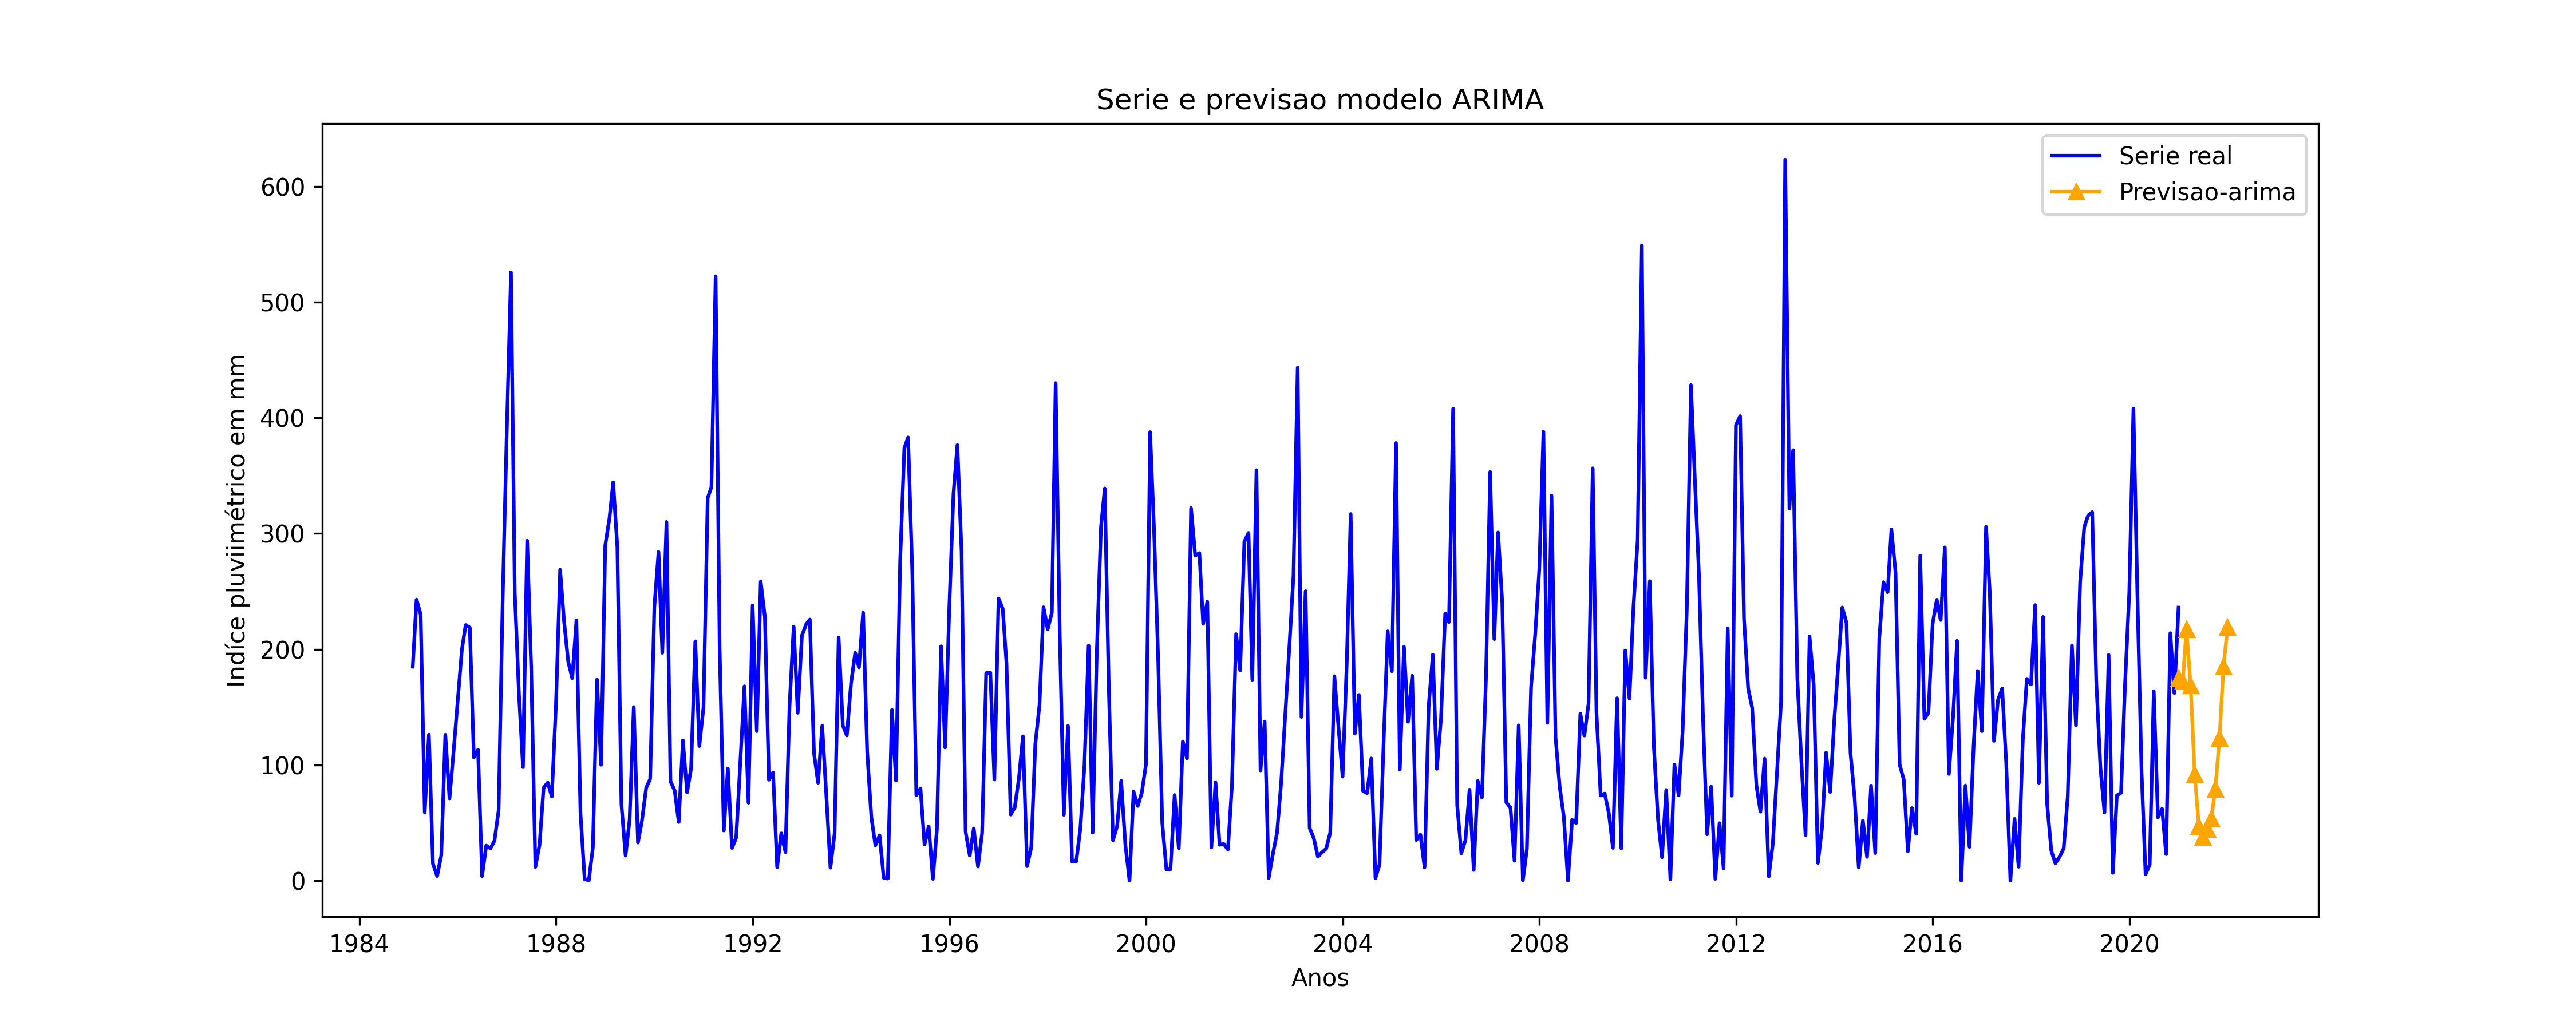 Serie e previsao modelo ARIMA
Serie real
Previsao-arima
Indíce pluviimétrico em mm
600
500
400
300
200
100
0
1984 1988 1992 1996 2000 2004 2008 2012 2016 2020
Anos